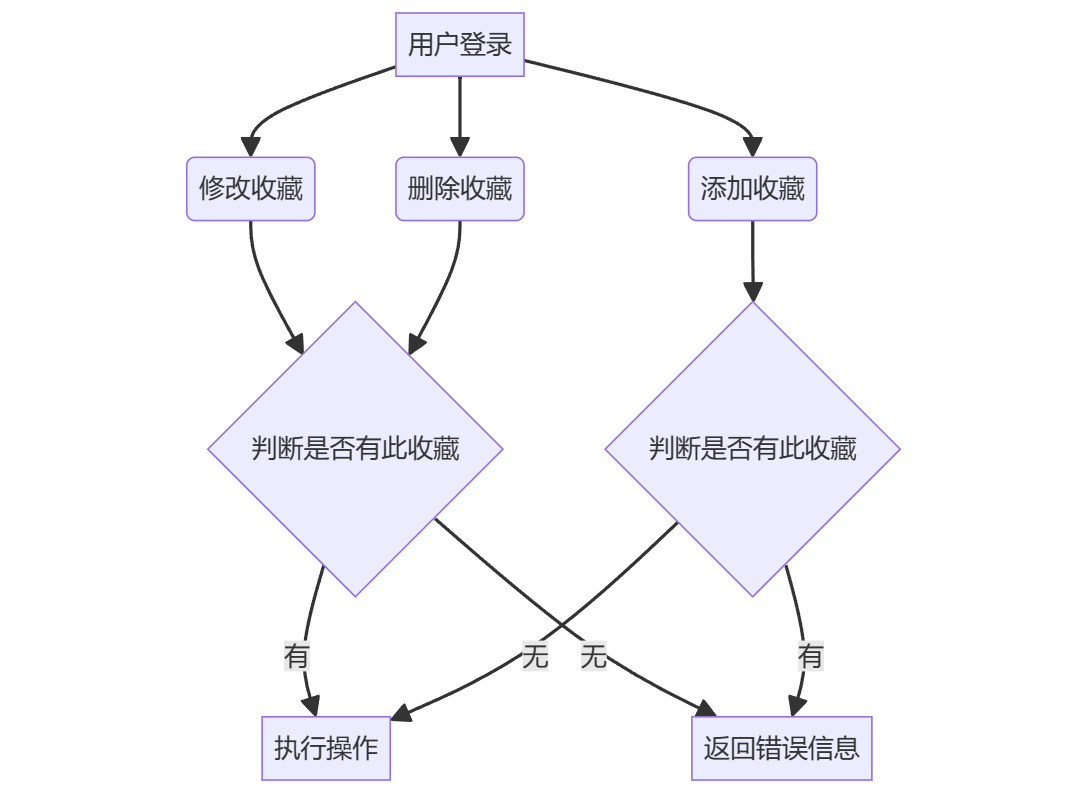 用户登录
修改收藏
删除收藏
添加收藏
判断是否有此收藏
判断是否有此收藏
有
无
无
有
执行操作
返回错误信息